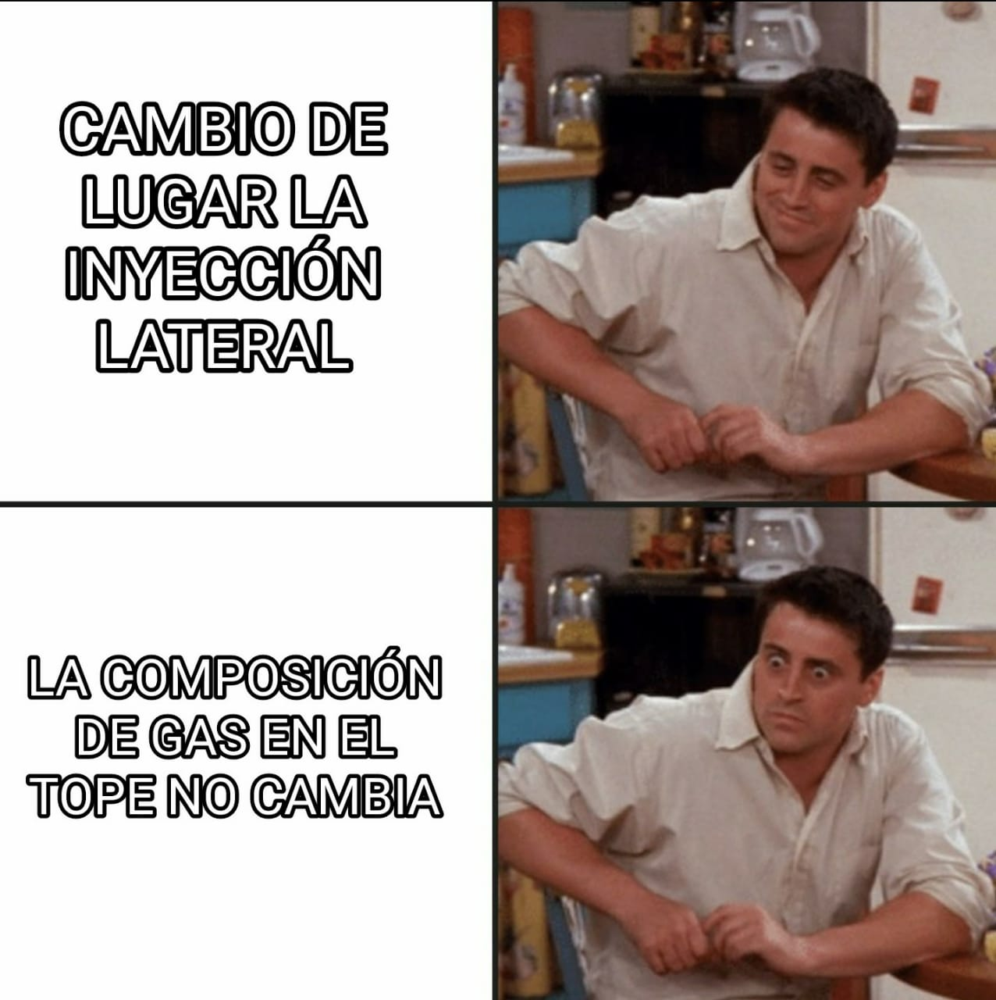 CAMBIO DE
LUGAR LA
INYECCIÓN
LATERAL
LA COMPOSICIÓN
DE GAS EN EL
TOPE NO CAMBIA